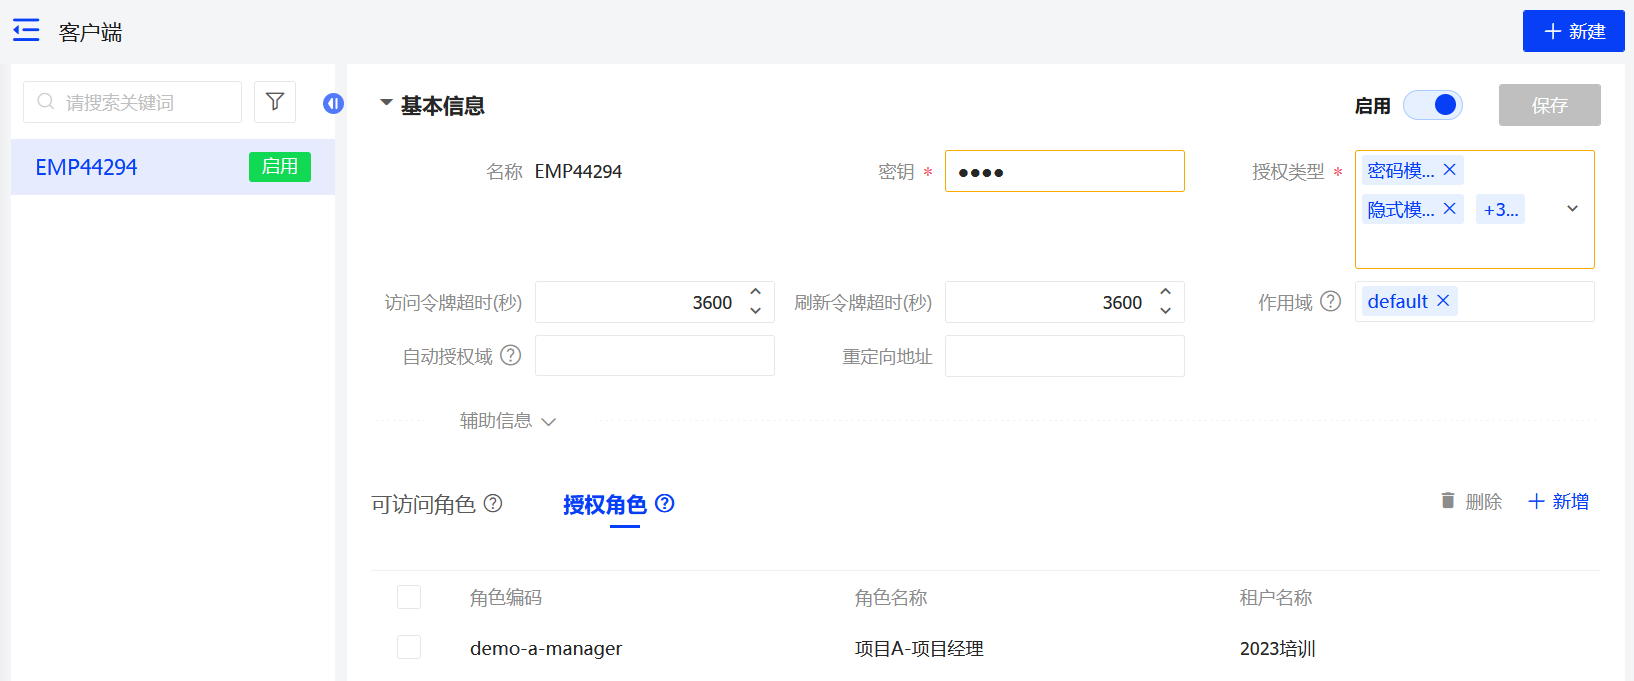 客户端
新建
请搜索关键词
EMP44294 启用
基本信息
启用
保存
名称 EMP44294
密钥 * ●●●●
授权类型 * 密码模... ×
隐式模... × +3...
访问令牌超时(秒) 3600
刷新令牌超时(秒) 3600
作用域 ? default ×
自动授权域 ?
重定向地址
辅助信息
可访问角色 ?
授权角色 ?
删除
新增
角色编码 角色名称 租户名称
demo-a-manager 项目A-项目经理 2023培训